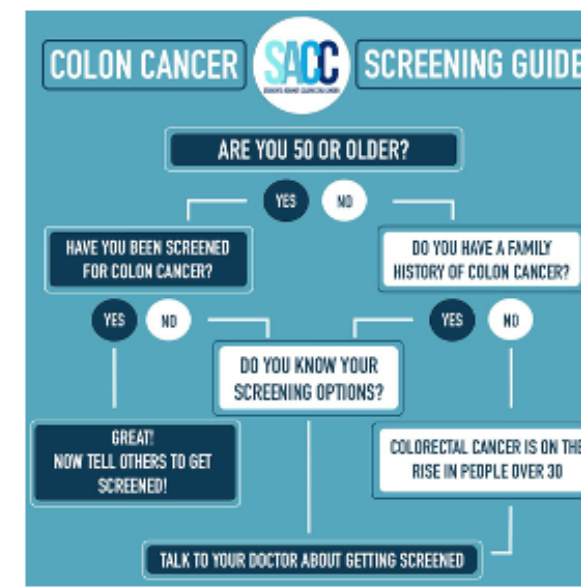 COLON CANCER
SACC
SCREENING GUIDE
ARE YOU 50 OR OLDER?
YES
NO
HAVE YOU BEEN SCREENED
FOR COLON CANCER?
DO YOU HAVE A FAMILY
HISTORY OF COLON CANCER?
YES
NO
YES
NO
DO YOU KNOW YOUR
SCREENING OPTIONS?
GREAT!
NOW TELL OTHERS TO GET
SCREENED!
COLORECTAL CANCER IS ON THE
RISE IN PEOPLE OVER 30
TALK TO YOUR DOCTOR ABOUT GETTING SCREENED